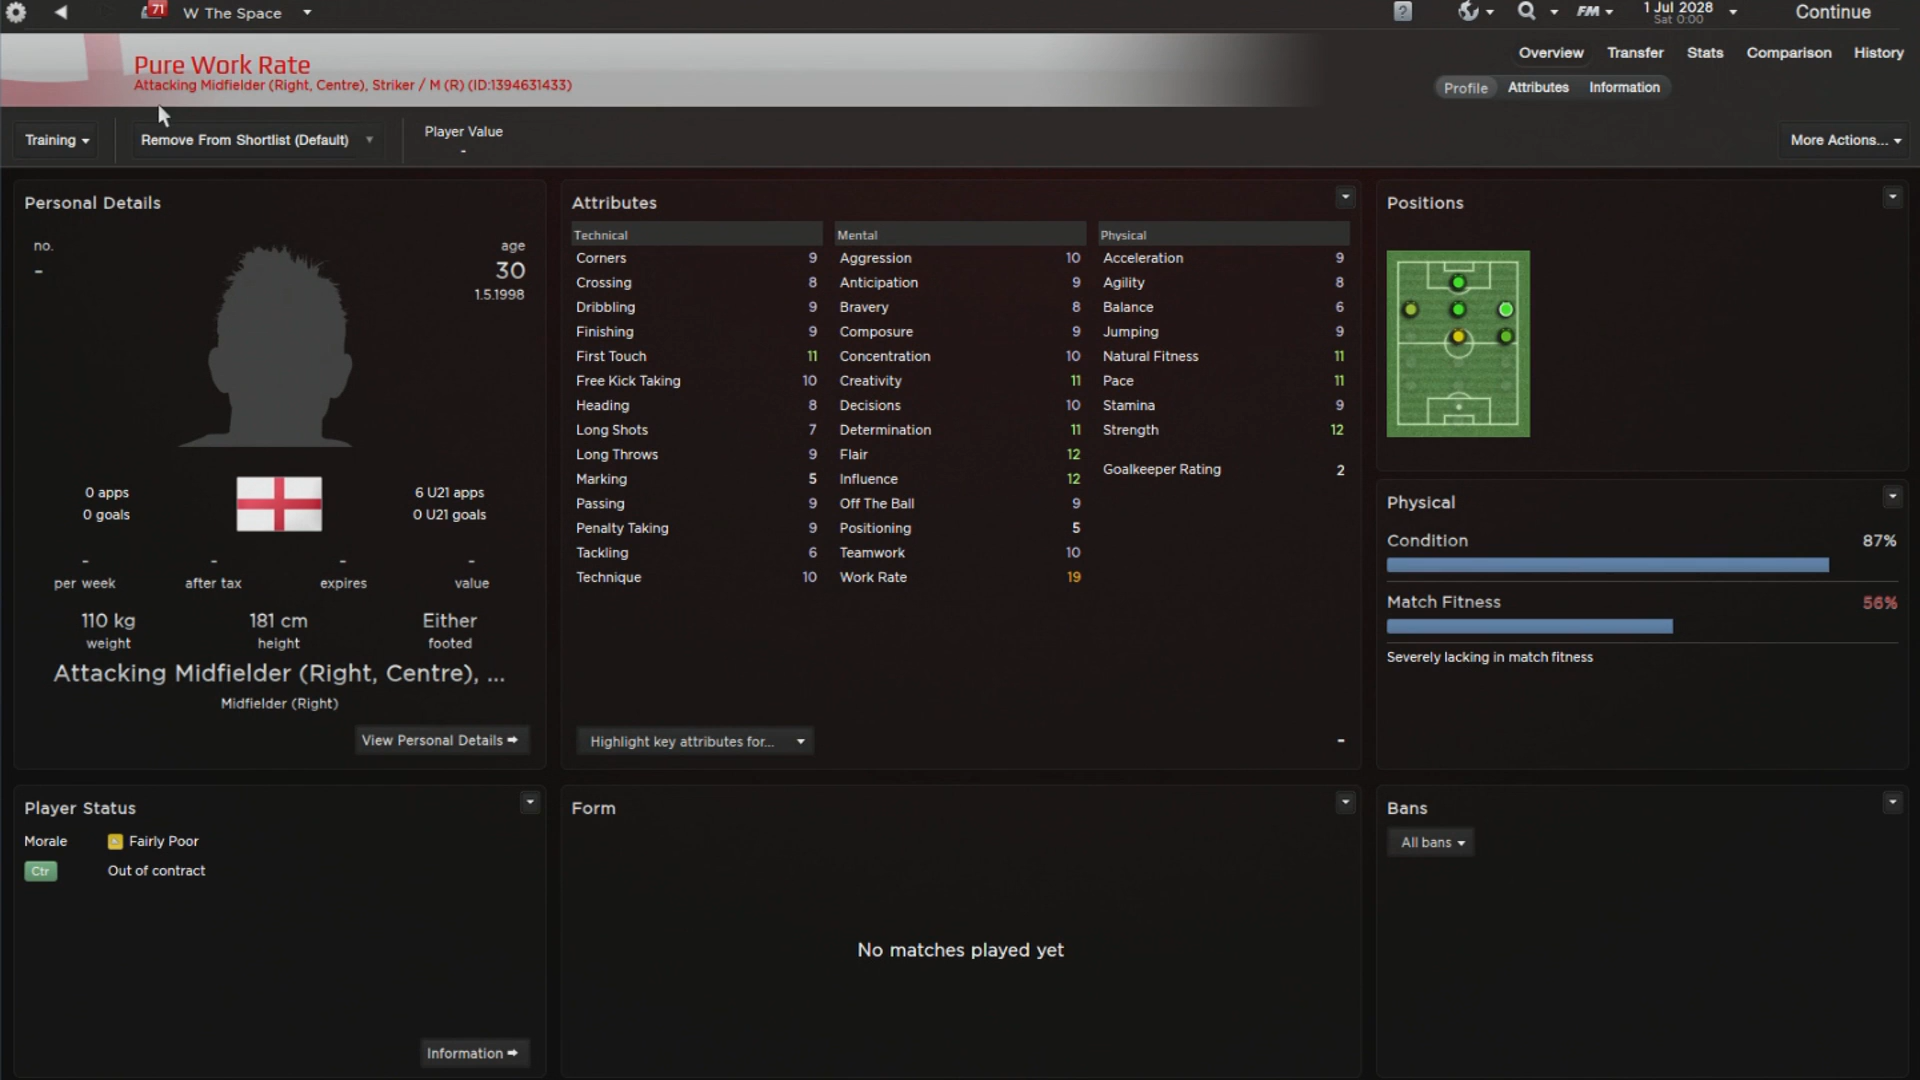 71 W The Space
? FM 1 Jul 2028 Continue
Sat 0:00
Pure Work Rate
Attacking Midfielder (Right, Centre), Striker / M (R) (ID:1394631433)
Overview Transfer Stats Comparison History
Profile Attributes Information
Training Remove From Shortlist (Default) Player Value
-
More Actions...
Personal Details
no. age
- 30
1.5.1998
0 apps 6 U21 apps
0 goals 0 U21 goals
- - - -
per week after tax expires value
110 kg 181 cm Either
weight height footed
Attacking Midfielder (Right, Centre), ...
Midfielder (Right)
View Personal Details
Attributes
Technical Mental Physical
Corners 9 Aggression 10 Acceleration 9
Crossing 8 Anticipation 9 Agility 8
Dribbling 9 Bravery 8 Balance 6
Finishing 9 Composure 9 Jumping 9
First Touch 11 Concentration 10 Natural Fitness 11
Free Kick Taking 10 Creativity 11 Pace 11
Heading 8 Decisions 10 Stamina 9
Long Shots 7 Determination 11 Strength 12
Long Throws 9 Flair 12
Goalkeeper Rating 2
Marking 5 Influence 12
Passing 9 Off The Ball 9
Penalty Taking 9 Positioning 5
Tackling 6 Teamwork 10
Technique 10 Work Rate 19
Highlight key attributes for... -
Positions
Physical
Condition 87%
Match Fitness 56%
Severely lacking in match fitness
Player Status
Morale Fairly Poor
Ctr Out of contract
Information
Form
No matches played yet
Bans
All bans